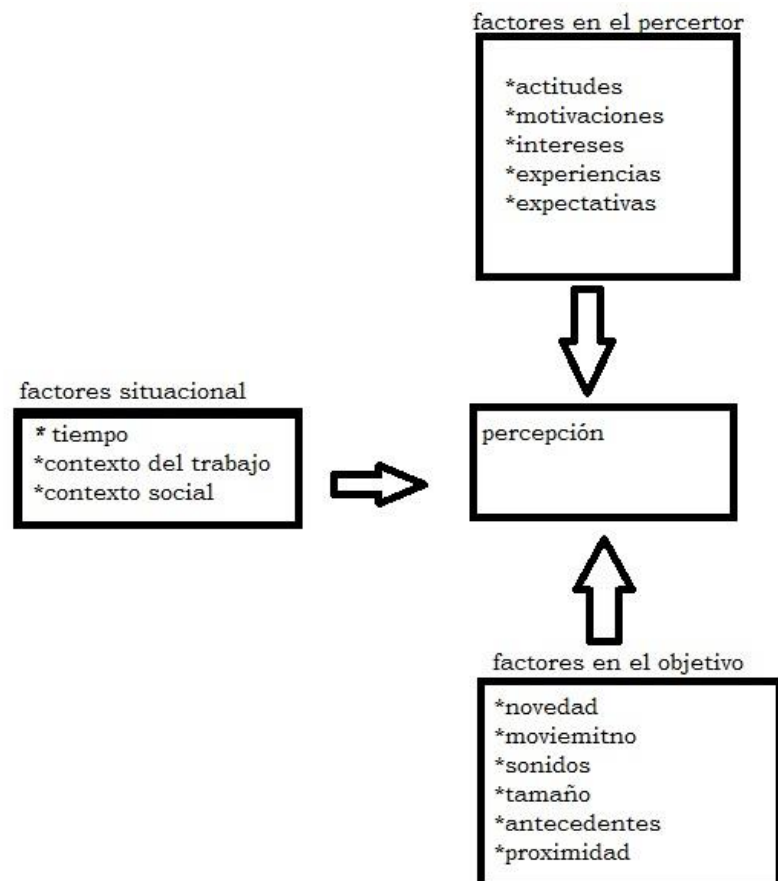 factores en el percertor
*actitudes
*motivaciones
*intereses
*experiencias
*expectativas
factores situacional
* tiempo
*contexto del trabajo
*contexto social
percepción
factores en el objetivo
*novedad
*moviemitno
*sonidos
*tamaño
*antecedentes
*proximidad